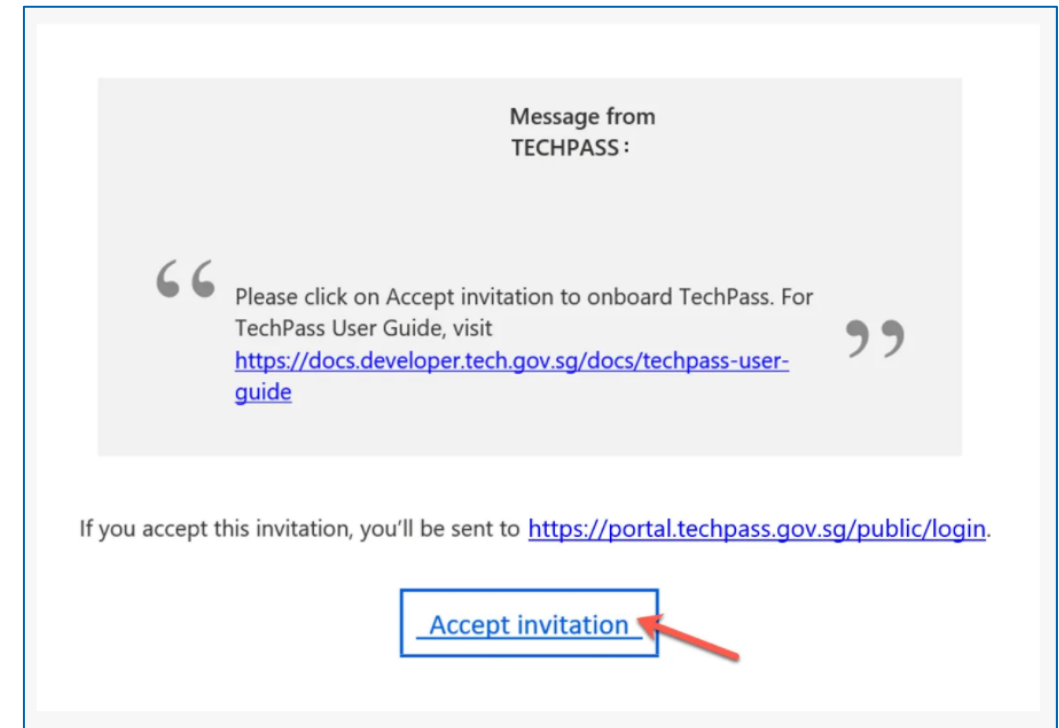 Message from
TECHPASS:
“ Please click on Accept invitation to onboard TechPass. For
TechPass User Guide, visit
https://docs.developer.tech.gov.sg/docs/techpass-user-
guide ”
If you accept this invitation, you’ll be sent to https://portal.techpass.gov.sg/public/login.
Accept invitation